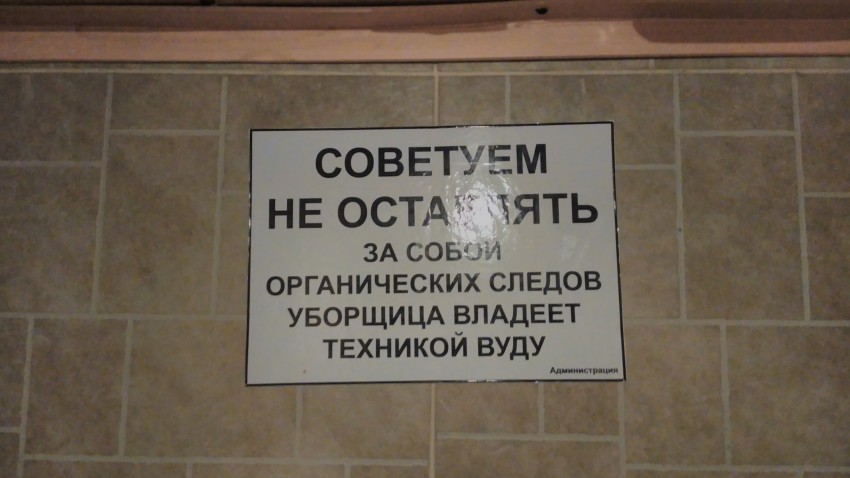 СОВЕТУЕМ
НЕ ОСТАВЛЯТЬ
ЗА СОБОЙ
ОРГАНИЧЕСКИХ СЛЕДОВ
УБОРЩИЦА ВЛАДЕЕТ
ТЕХНИКОЙ ВУДУ
Администрация